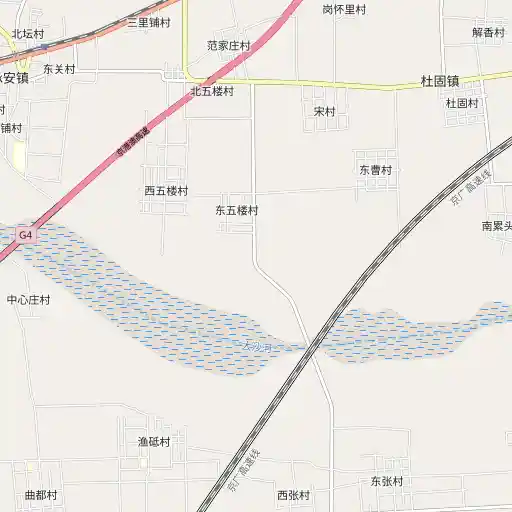 岗怀里村
三里铺村
北坛村
解香村
范家庄村
东关村
安镇
杜固镇
北五楼村
杜固村
宋村
铺村
京港澳高速
东曹村
京广高速线
西五楼村
东五楼村
南累头
G4
中心庄村
大沙河
渔砥村
京广高速线
东张村
曲都村
西张村